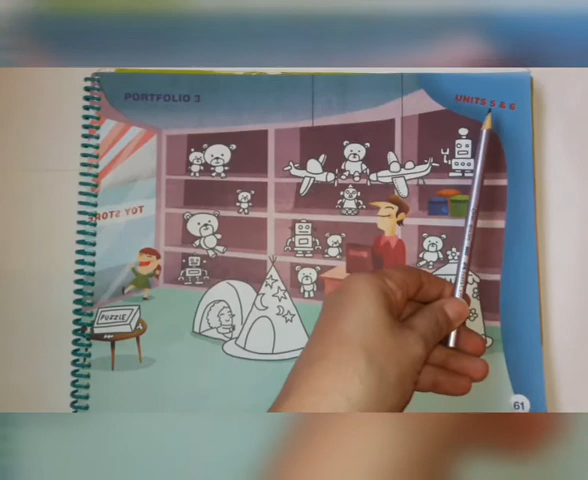 PORTFOLIO 3
UNITS 5 & 6
TOY STORE
PUZZLE
61